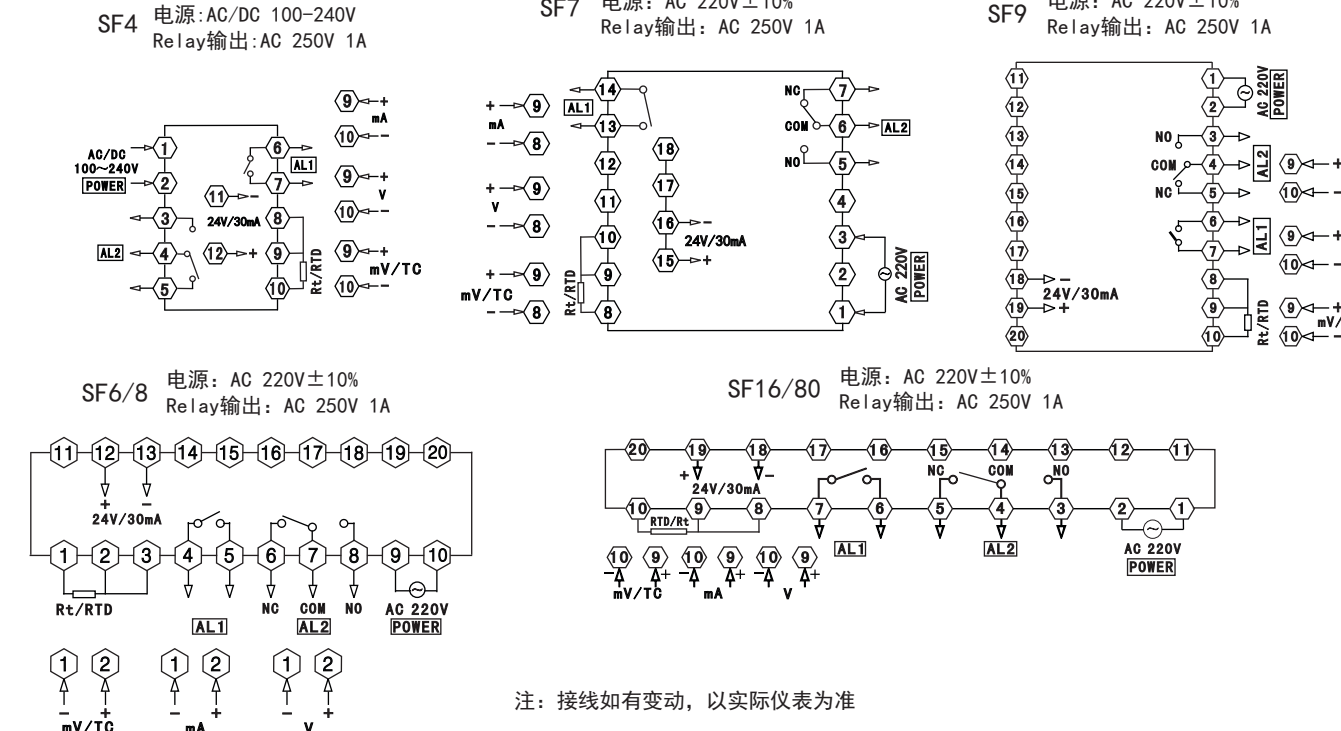 SF4
电源:AC/DC 100-240V
Relay输出:AC 250V 1A
SF7
电源: AC 220V±10%
Relay输出: AC 250V 1A
SF9
电源: AC 220V±10%
Relay输出: AC 250V 1A
AC/DC
100~240V
POWER
1
2
3
4
5
AL2
6
7
8
9
10
AL1
11 -
24V/30mA
12 +
Rt/RTD
9 +
mA
10 -
9 +
V
10 -
9 +
mV/TC
10 -
+ 9
mA
- 8
+ 9
V
- 8
+ 9
mV/TC
- 8
AL1
14
13
12
11
10
9
8
Rt/RTD
18
17
16 -
24V/30mA
15 +
NC
COM
NO
7
6
5
4
3
2
1
AL2
AC 220V
POWER
11
12
13
14
15
16
17
18 -
24V/30mA
19 +
20
1
2
AC 220V
POWER
NO 3
COM 4
NC 5
AL2
6
7
AL1
8
9
10
Rt/RTD
9 +
10 -
9 +
10 -
9 +
mV/
10 -
SF6/8
电源: AC 220V±10%
Relay输出: AC 250V 1A
SF16/80
电源: AC 220V±10%
Relay输出: AC 250V 1A
11 12 13 14 15 16 17 18 19 20
+ -
24V/30mA
1 2 3 4 5 6 7 8 9 10
Rt/RTD
NC COM NO
AC 220V
AL1
AL2
POWER
1 2 1 2 1 2
- + - + - +
mV/TC mA V
20 19 18 17 16 15 14 13 12 11
+ -
NC COM NO
24V/30mA
10 9 8 7 6 5 4 3 2 1
RTD/Rt
AL1
AL2
AC 220V
POWER
10 9 10 9 10 9
- + - + - +
mV/TC mA V
注: 接线如有变动, 以实际仪表为准